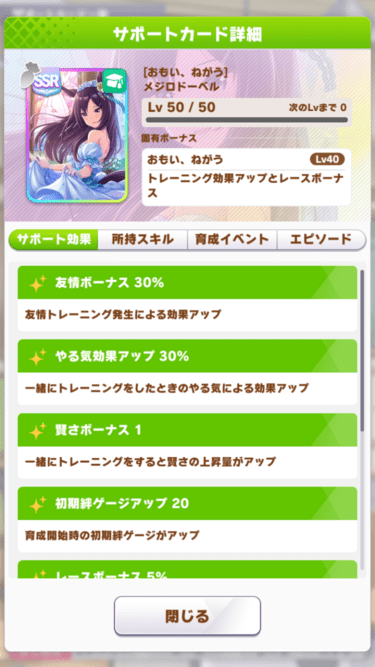 サポートカード詳細
SSR
[おもい、ねがう]
メジロドーベル
Lv 50 / 50 次のLvまで 0
固有ボーナス
おもい、ねがう Lv40
トレーニング効果アップとレースボーナ
ス
サポート効果 所持スキル 育成イベント エピソード
友情ボーナス 30%
友情トレーニング発生による効果アップ
やる気効果アップ 30%
一緒にトレーニングをしたときのやる気による効果アップ
賢さボーナス 1
一緒にトレーニングをすると賢さの上昇量がアップ
初期絆ゲージアップ 20
育成開始時の初期絆ゲージがアップ
レースボーナス 5%
閉じる